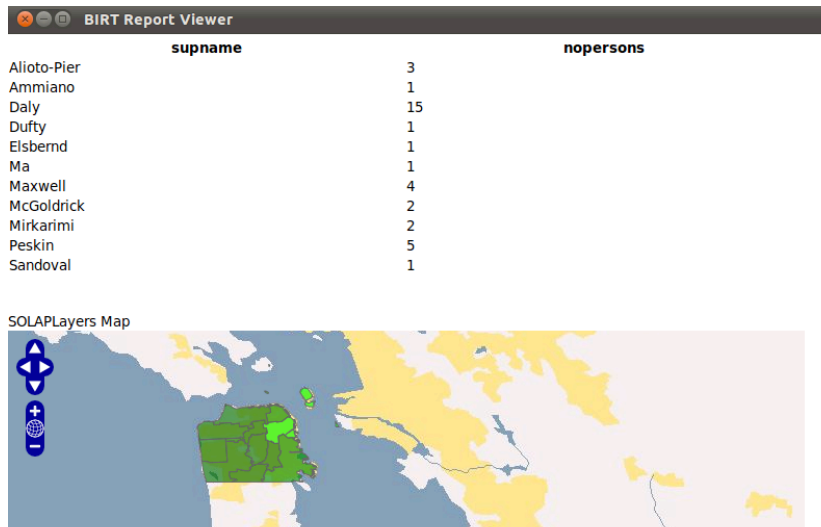 BIRT Report Viewer
supname nopersons
Alioto-Pier 3
Ammiano 1
Daly 15
Dufty 1
Elsbernd 1
Ma 1
Maxwell 4
McGoldrick 2
Mirkarimi 2
Peskin 5
Sandoval 1
SOLAPLayers Map